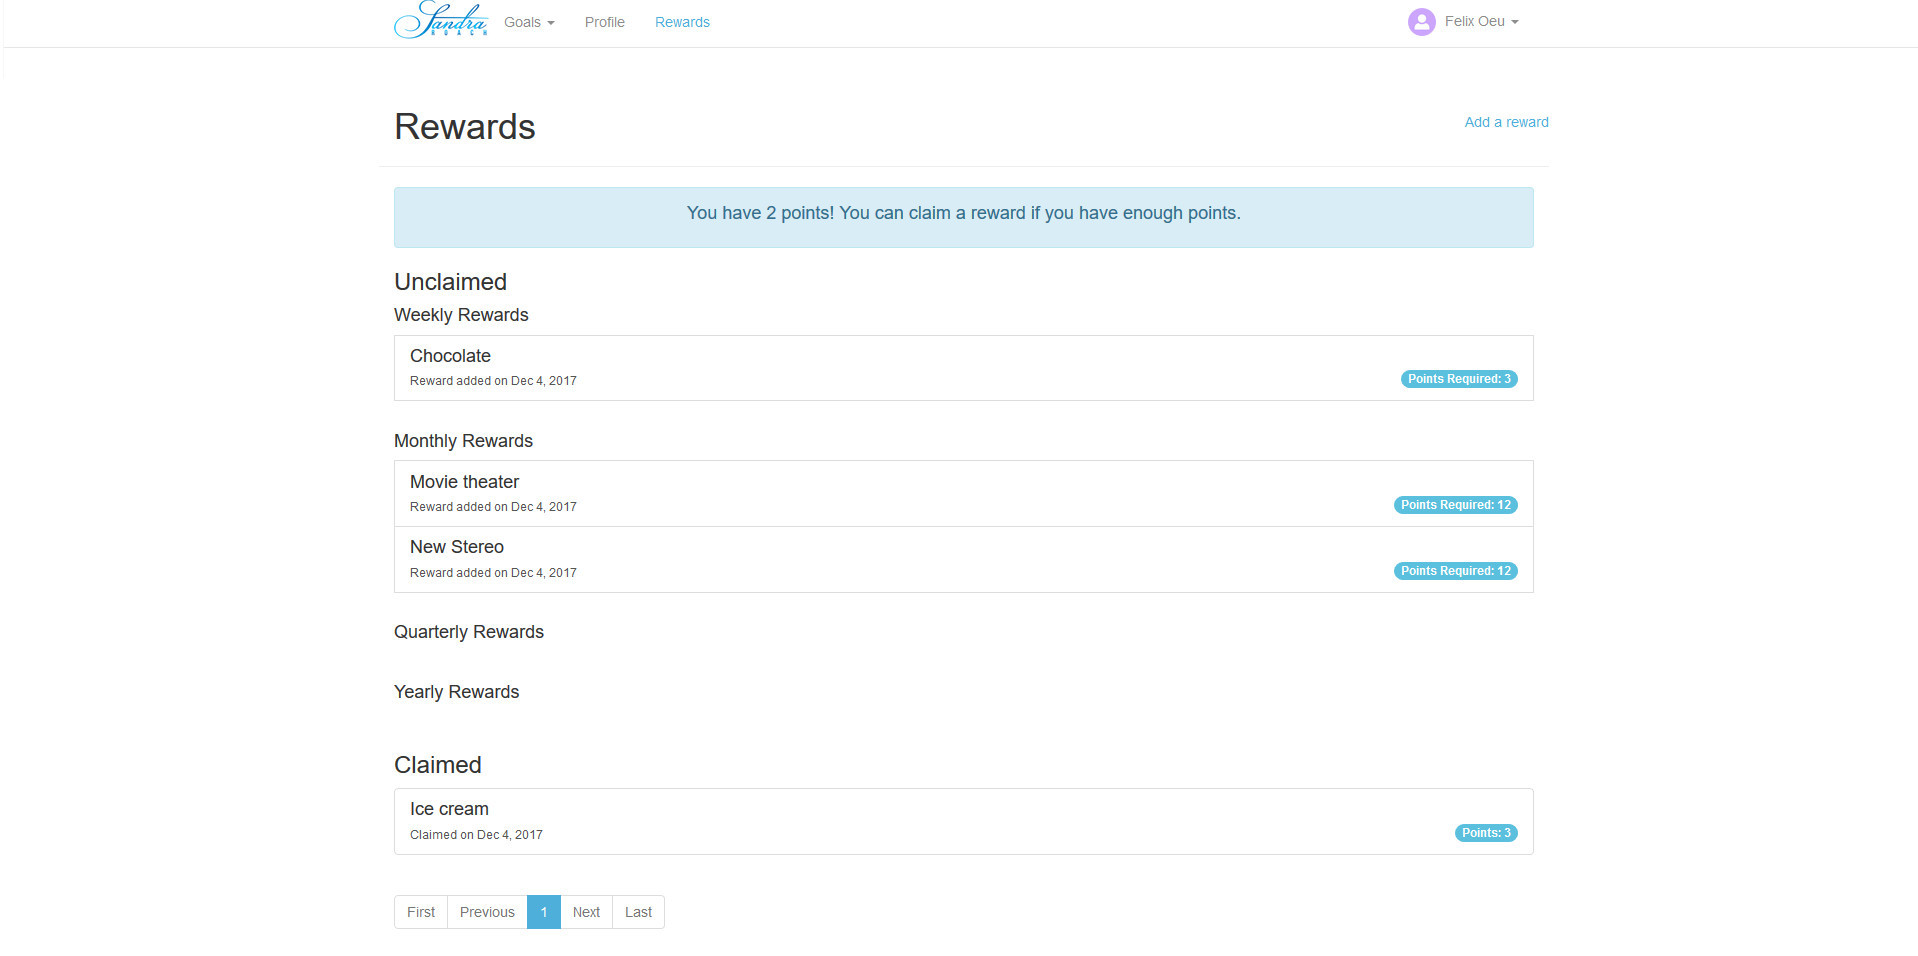 Sandra
ROACH
Goals
Profile
Rewards
Felix Oeu
Rewards
Add a reward
You have 2 points! You can claim a reward if you have enough points.
Unclaimed
Weekly Rewards
Chocolate
Reward added on Dec 4, 2017
Points Required: 3
Monthly Rewards
Movie theater
Reward added on Dec 4, 2017
Points Required: 12
New Stereo
Reward added on Dec 4, 2017
Points Required: 12
Quarterly Rewards
Yearly Rewards
Claimed
Ice cream
Claimed on Dec 4, 2017
Points: 3
First
Previous
1
Next
Last